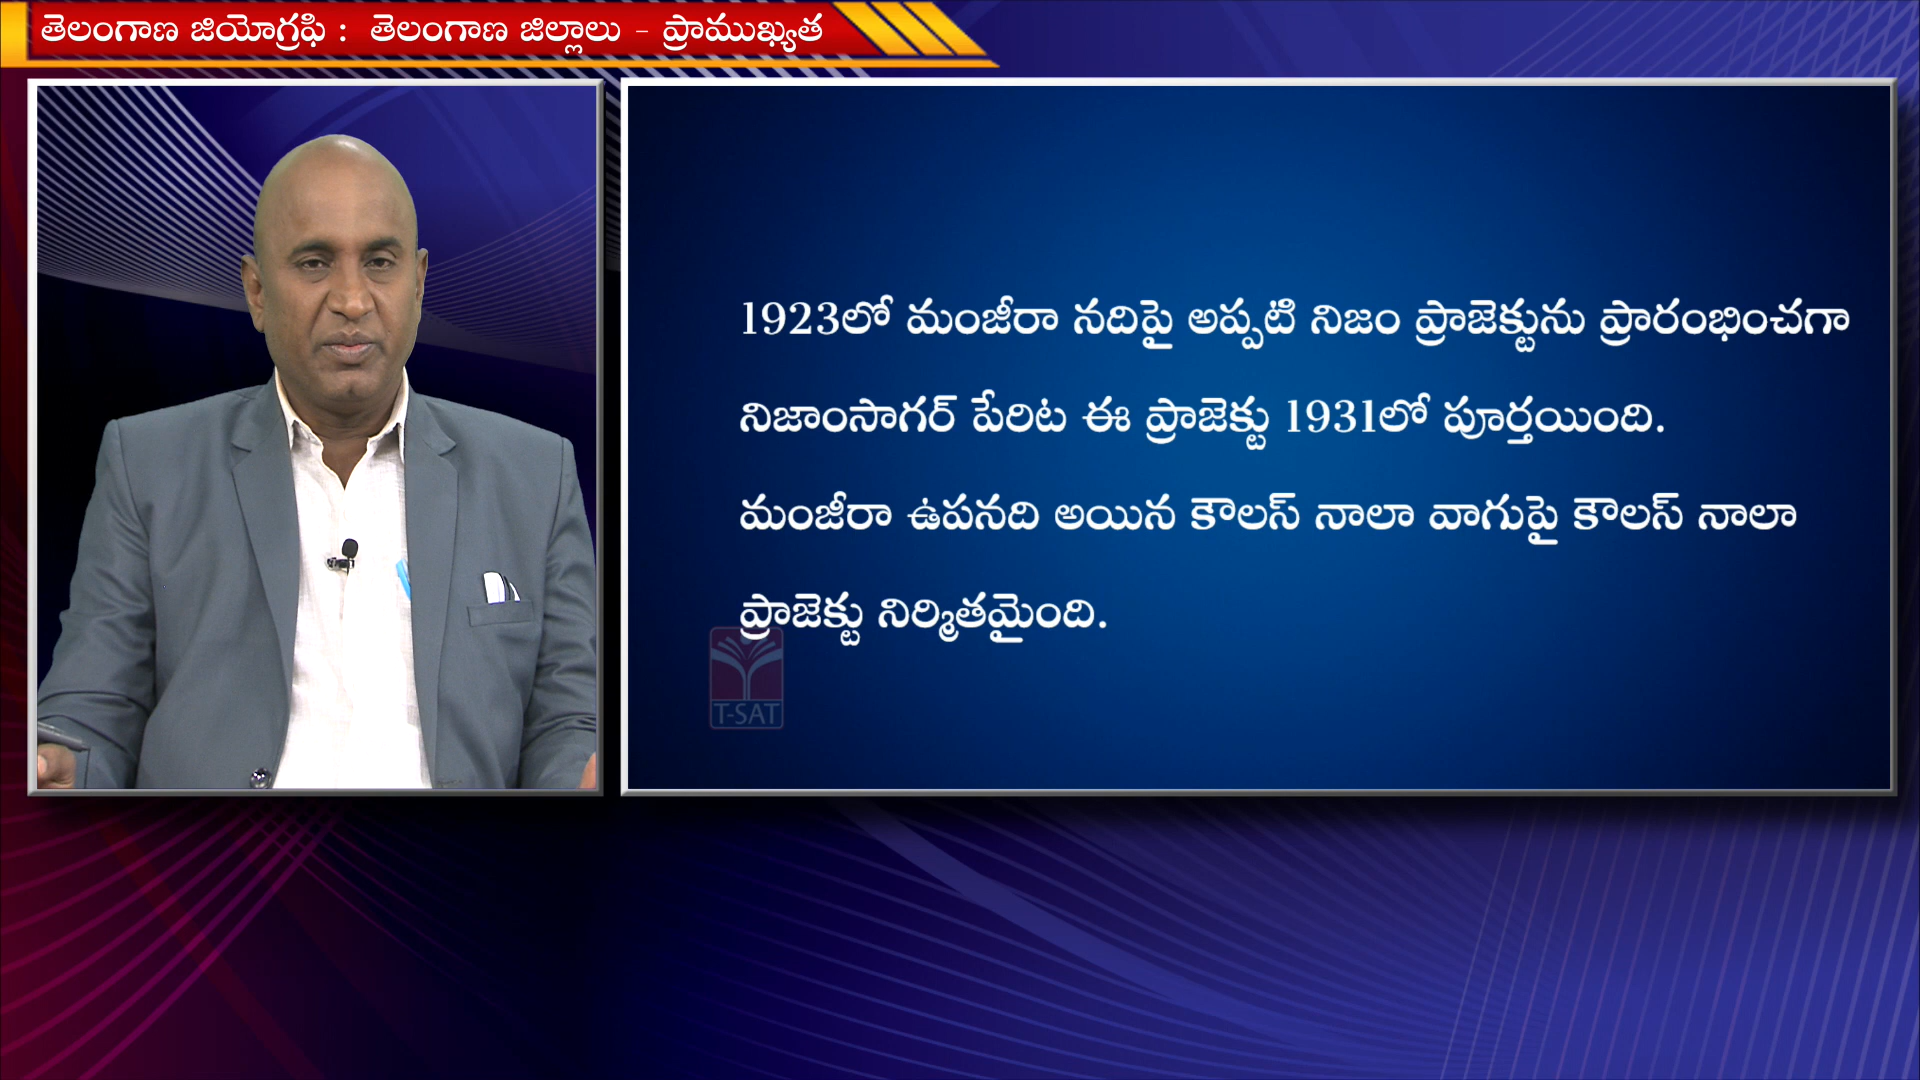 తెలంగాణ జియోగ్రఫి :  తెలంగాణ జిల్లాలు - ప్రాముఖ్యత
1923లో మంజీరా నదిపై అప్పటి నిజం ప్రాజెక్టును ప్రారంభించగా
నిజాంసాగర్ పేరిట ఈ ప్రాజెక్టు 1931లో పూర్తయింది.
మంజీరా ఉపనది అయిన కౌలస్ నాలా వాగుపై కౌలస్ నాలా
ప్రాజెక్టు నిర్మితమైంది.
T-SAT